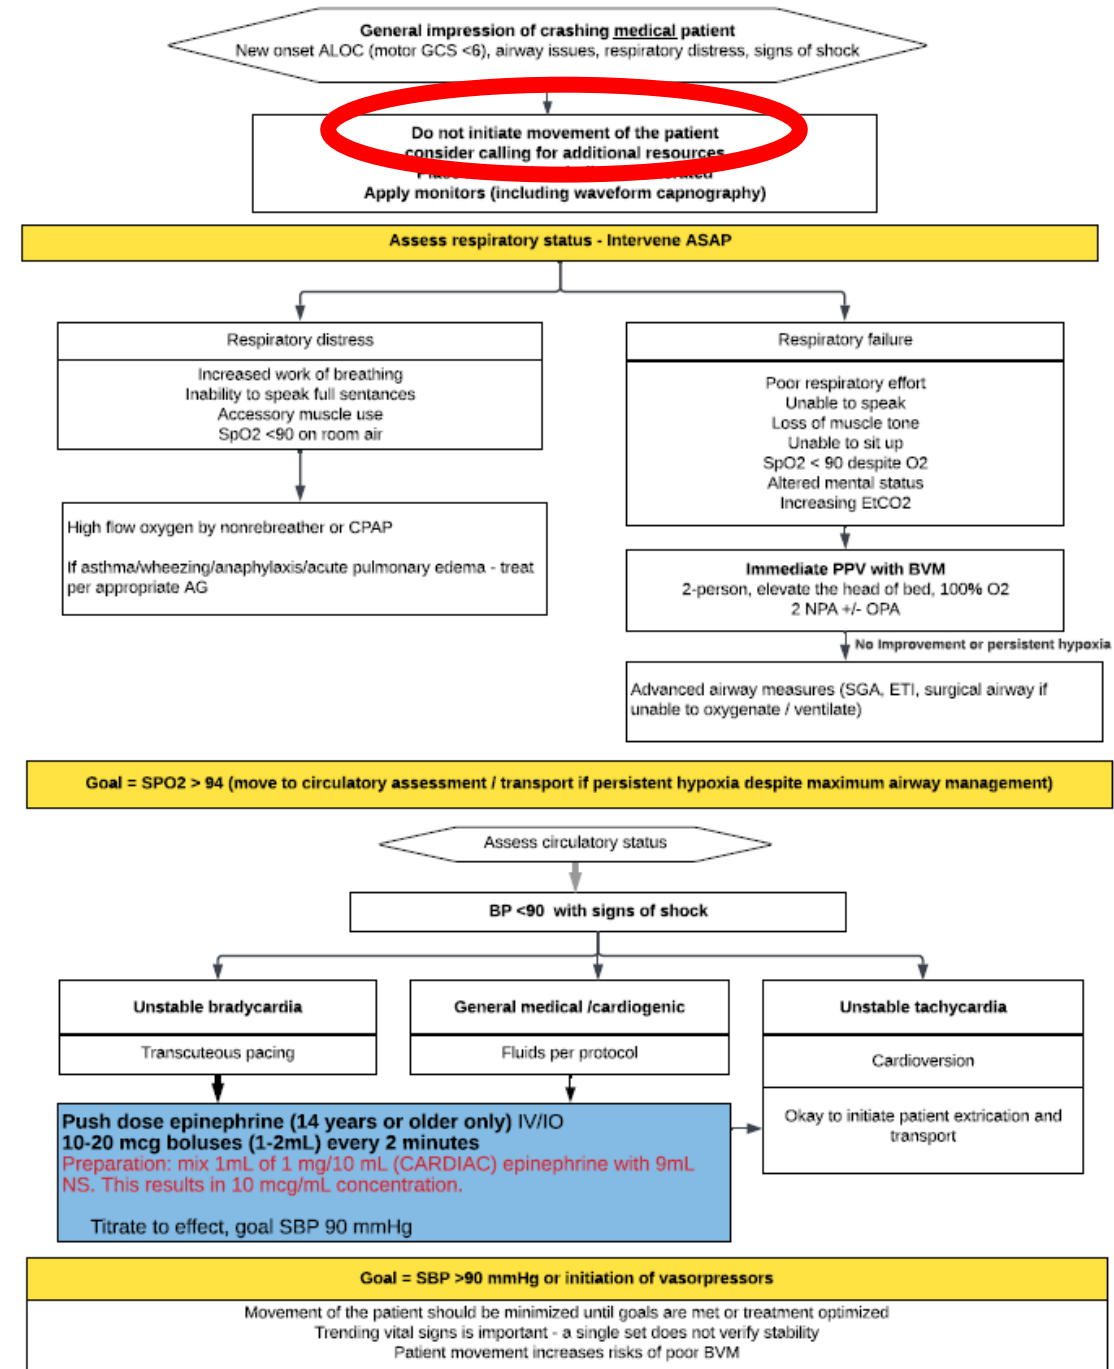 General impression of crashing medical patient
New onset ALOC (motor GCS <6), airway issues, respiratory distress, signs of shock
Do not initiate movement of the patient
consider calling for additional resources
Apply monitors (including waveform capnography)
Assess respiratory status - Intervene ASAP
Respiratory distress
Increased work of breathing
Inability to speak full sentances
Accessory muscle use
SpO2 <90 on room air
High flow oxygen by nonrebreather or CPAP
If asthma/wheezing/anaphylaxis/acute pulmonary edema - treat
per appropriate AG
Respiratory failure
Poor respiratory effort
Unable to speak
Loss of muscle tone
Unable to sit up
SpO2 < 90 despite O2
Altered mental status
Increasing EtCO2
Immediate PPV with BVM
2-person, elevate the head of bed, 100% O2
2 NPA +/- OPA
No Improvement or persistent hypoxia
Advanced airway measures (SGA, ETI, surgical airway if
unable to oxygenate / ventilate)
Goal = SPO2 > 94 (move to circulatory assessment / transport if persistent hypoxia despite maximum airway management)
Assess circulatory status
BP <90 with signs of shock
Unstable bradycardia
Transcuteous pacing
General medical /cardiogenic
Fluids per protocol
Unstable tachycardia
Cardioversion
Okay to initiate patient extrication and
transport
Push dose epinephrine (14 years or older only) IV/IO
10-20 mcg boluses (1-2mL) every 2 minutes
Preparation: mix 1mL of 1 mg/10 mL (CARDIAC) epinephrine with 9mL
NS. This results in 10 mcg/mL concentration.
Titrate to effect, goal SBP 90 mmHg
Goal = SBP >90 mmHg or initiation of vasorpressors
Movement of the patient should be minimized until goals are met or treatment optimized
Trending vital signs is important - a single set does not verify stability
Patient movement increases risks of poor BVM